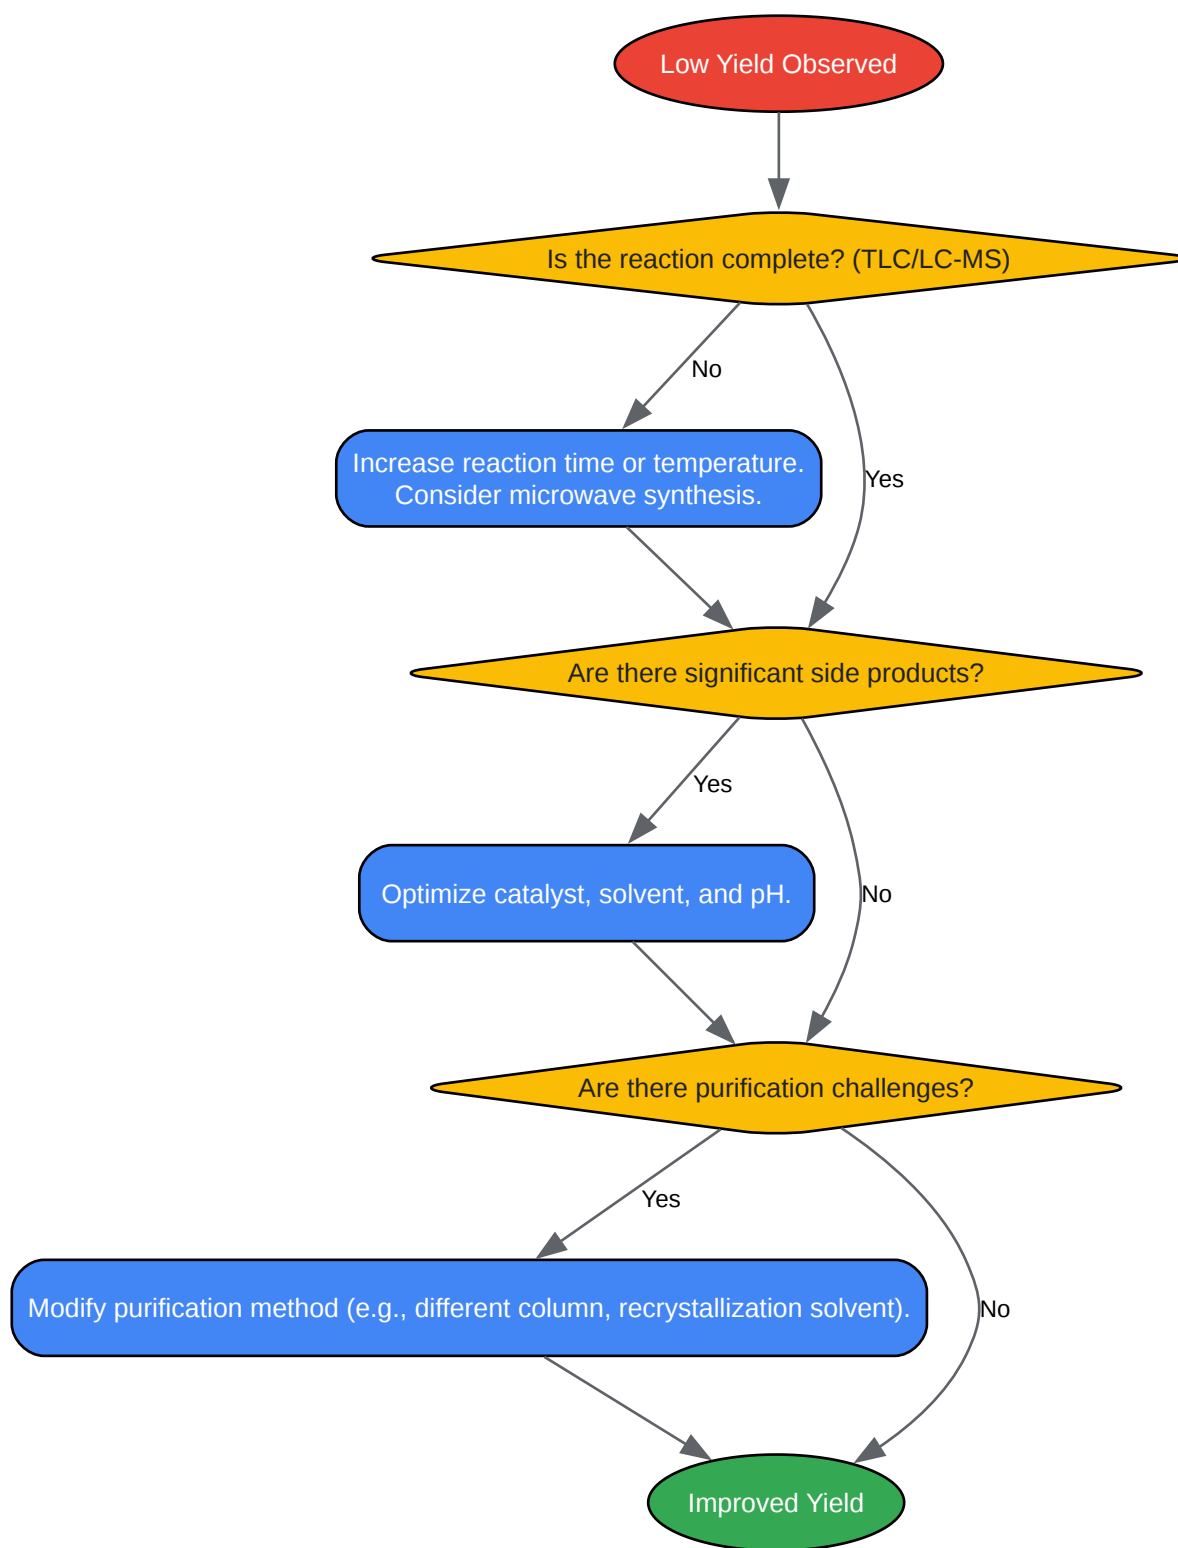 Low Yield Observed
Is the reaction complete? (TLC/LC-MS)
No
Increase reaction time or temperature.
Consider microwave synthesis.
Yes
Are there significant side products?
Yes
Optimize catalyst, solvent, and pH.
No
Are there purification challenges?
Yes
Modify purification method (e.g., different column, recrystallization solvent).
No
Improved Yield